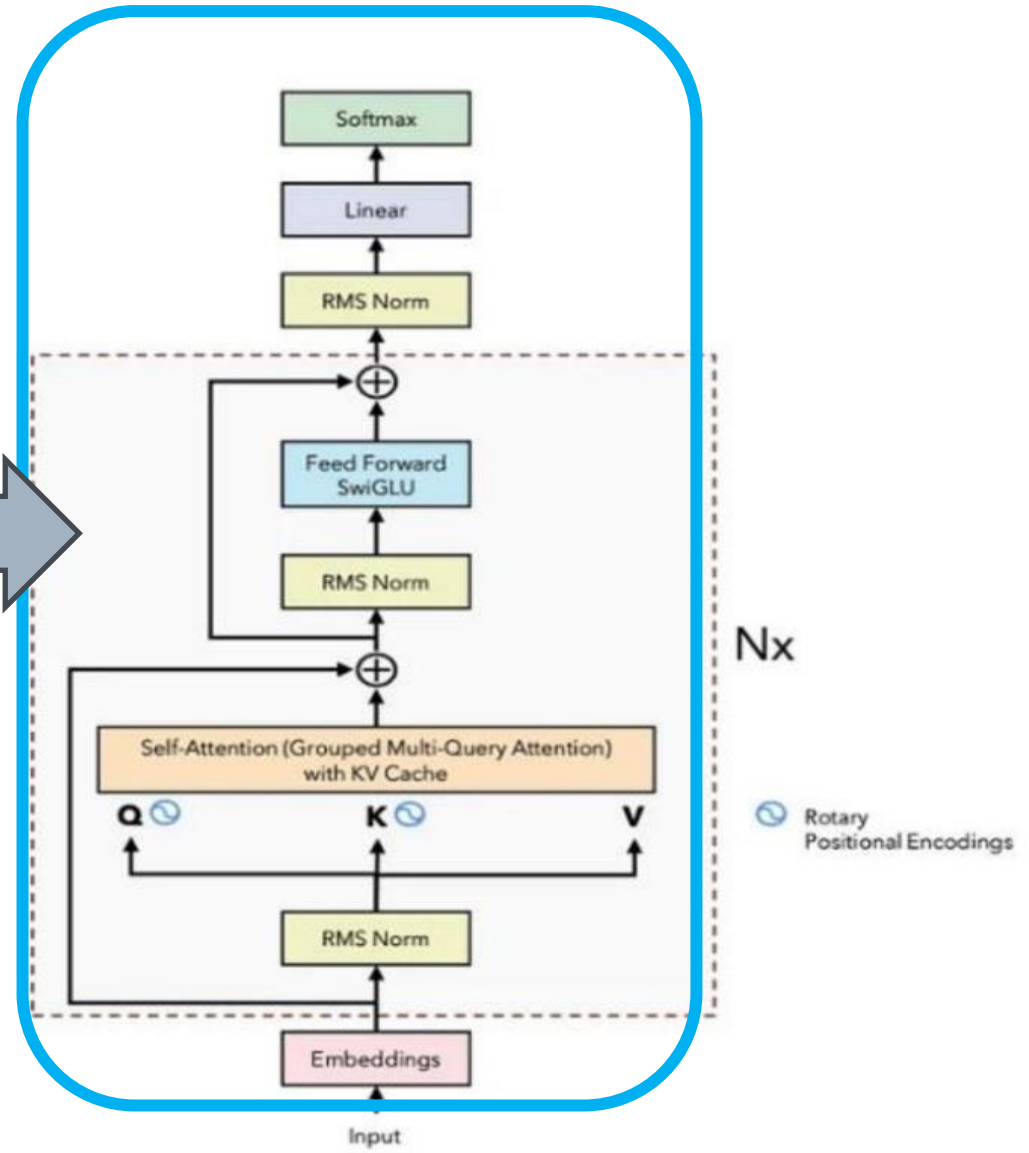 Softmax
Linear
RMS Norm
Feed Forward
SwiGLU
RMS Norm
Nx
Self-Attention (Grouped Multi-Query Attention)
with KV Cache
Q K V
Rotary
Positional Encodings
RMS Norm
Embeddings
Input